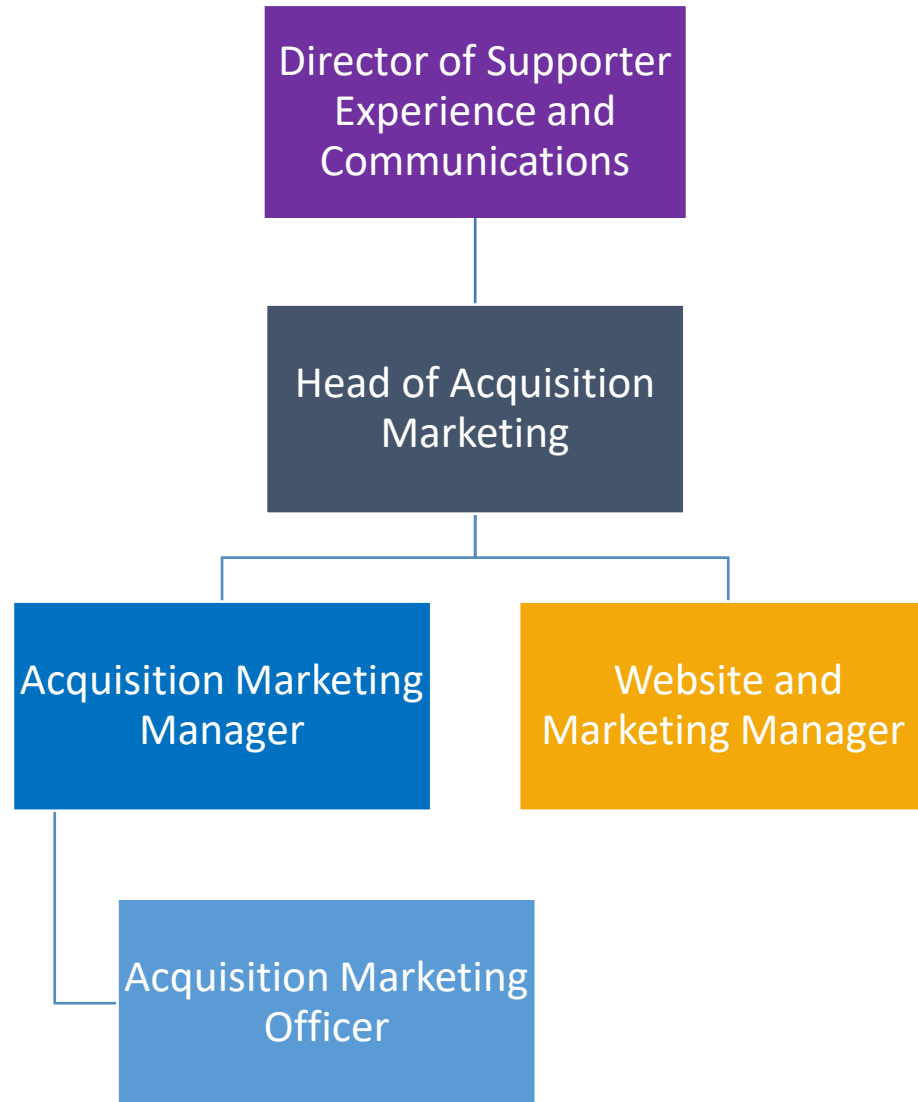 Director of Supporter
Experience and
Communications
Head of Acquisition
Marketing
Acquisition Marketing
Manager
Website and
Marketing Manager
Acquisition Marketing
Officer